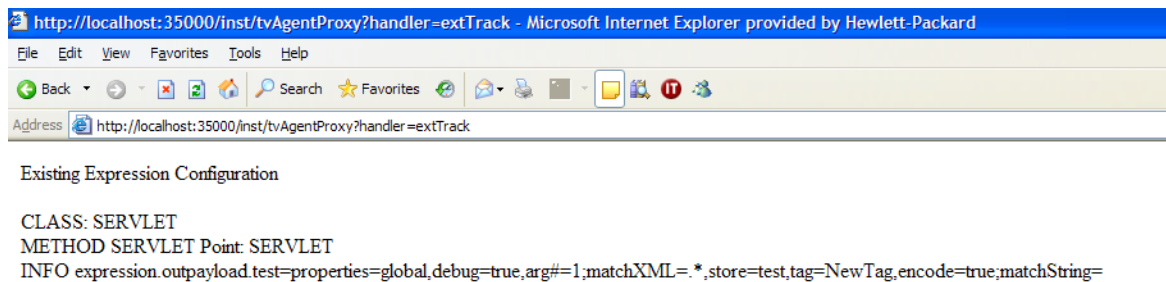 http://localhost:35000/inst/tvAgentProxy?handler=extTrack - Microsoft Internet Explorer provided by Hewlett-Packard
File Edit View Favorites Tools Help
Back Search Favorites
Address http://localhost:35000/inst/tvAgentProxy?handler=extTrack
Existing Expression Configuration
CLASS: SERVLET
METHOD SERVLET Point: SERVLET
INFO expression.outpayload.test=properties=global,debug=true,arg#=1;matchXML=.*,store=test,tag=NewTag,encode=true;matchString=